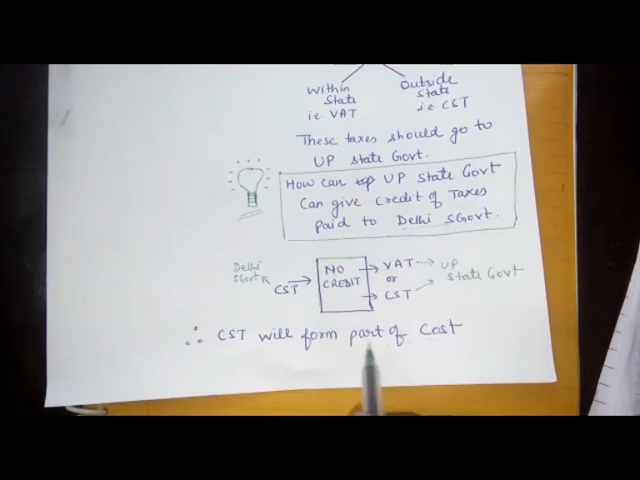 Within
State
i.e. VAT
Outside
State
i.e CST
These taxes should go to
UP state Govt.
How can UP State Govt
Can give credit of Taxes
paid to Delhi SGovt.
Delhi
SGovt
CST
NO
CREDIT
VAT
or
CST
UP
State Govt
∴ CST will form part of Cost